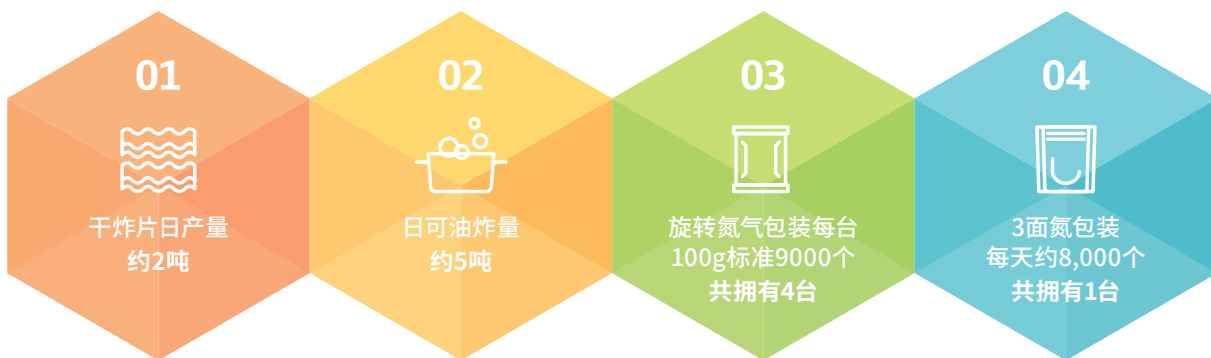 01
干炸片日产量
约2吨
02
日可油炸量
约5吨
03
旋转氮气包装每台
100g标准9000个
共拥有4台
04
3面氮包装
每天约8,000个
共拥有1台